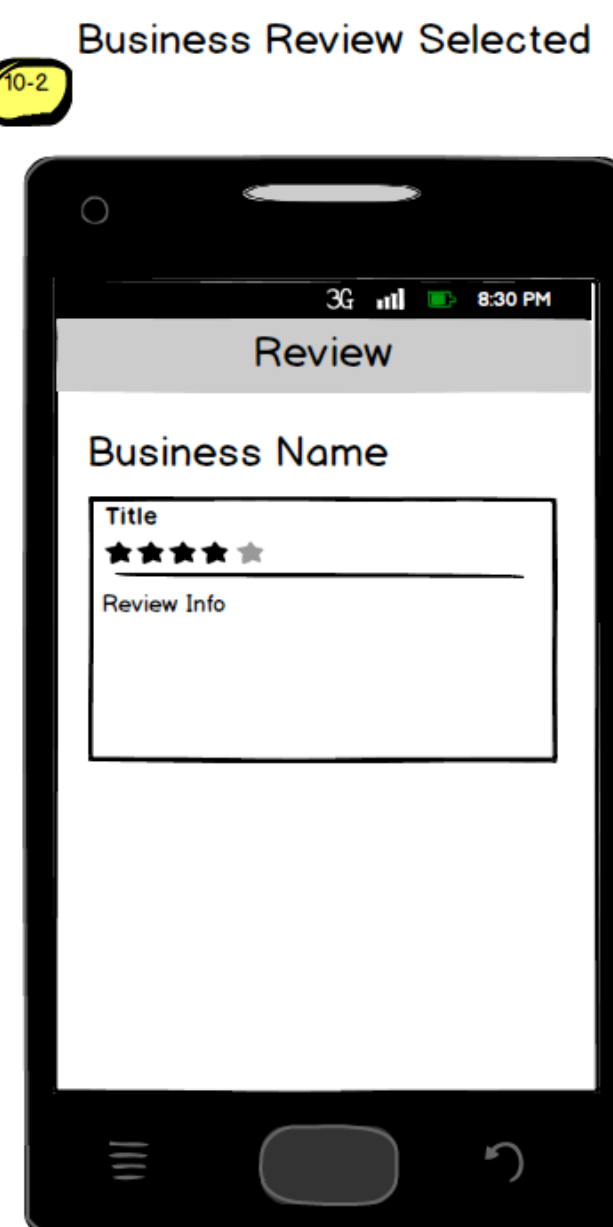 Business Review Selected
10-2
3G 8:30 PM
Review
Business Name
Title
Review Info